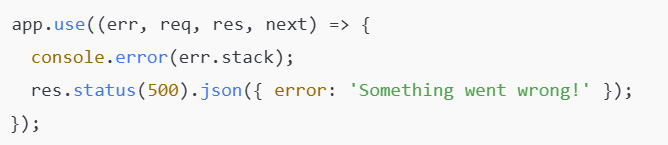 app.use((err, req, res, next) => {
  console.error(err.stack);
  res.status(500).json({ error: 'Something went wrong!' });
});